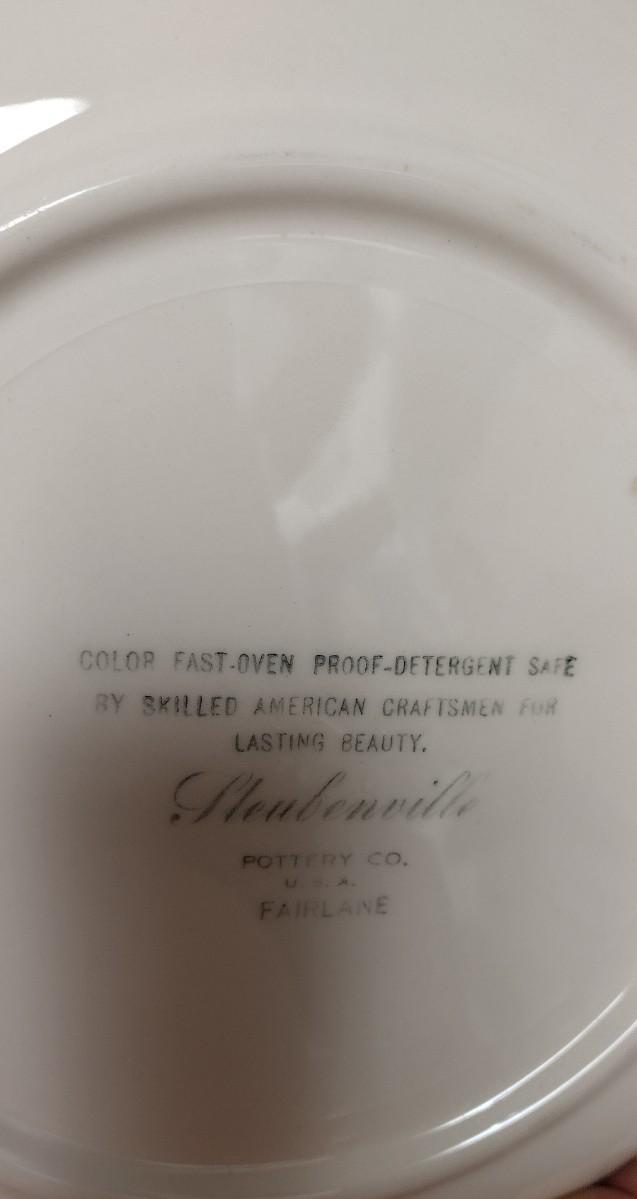 COLOR FAST-OVEN PROOF-DETERGENT SAFE
BY SKILLED AMERICAN CRAFTSMEN FOR
LASTING BEAUTY.
Steubenville
POTTERY CO.
U.S.A.
FAIRLANE